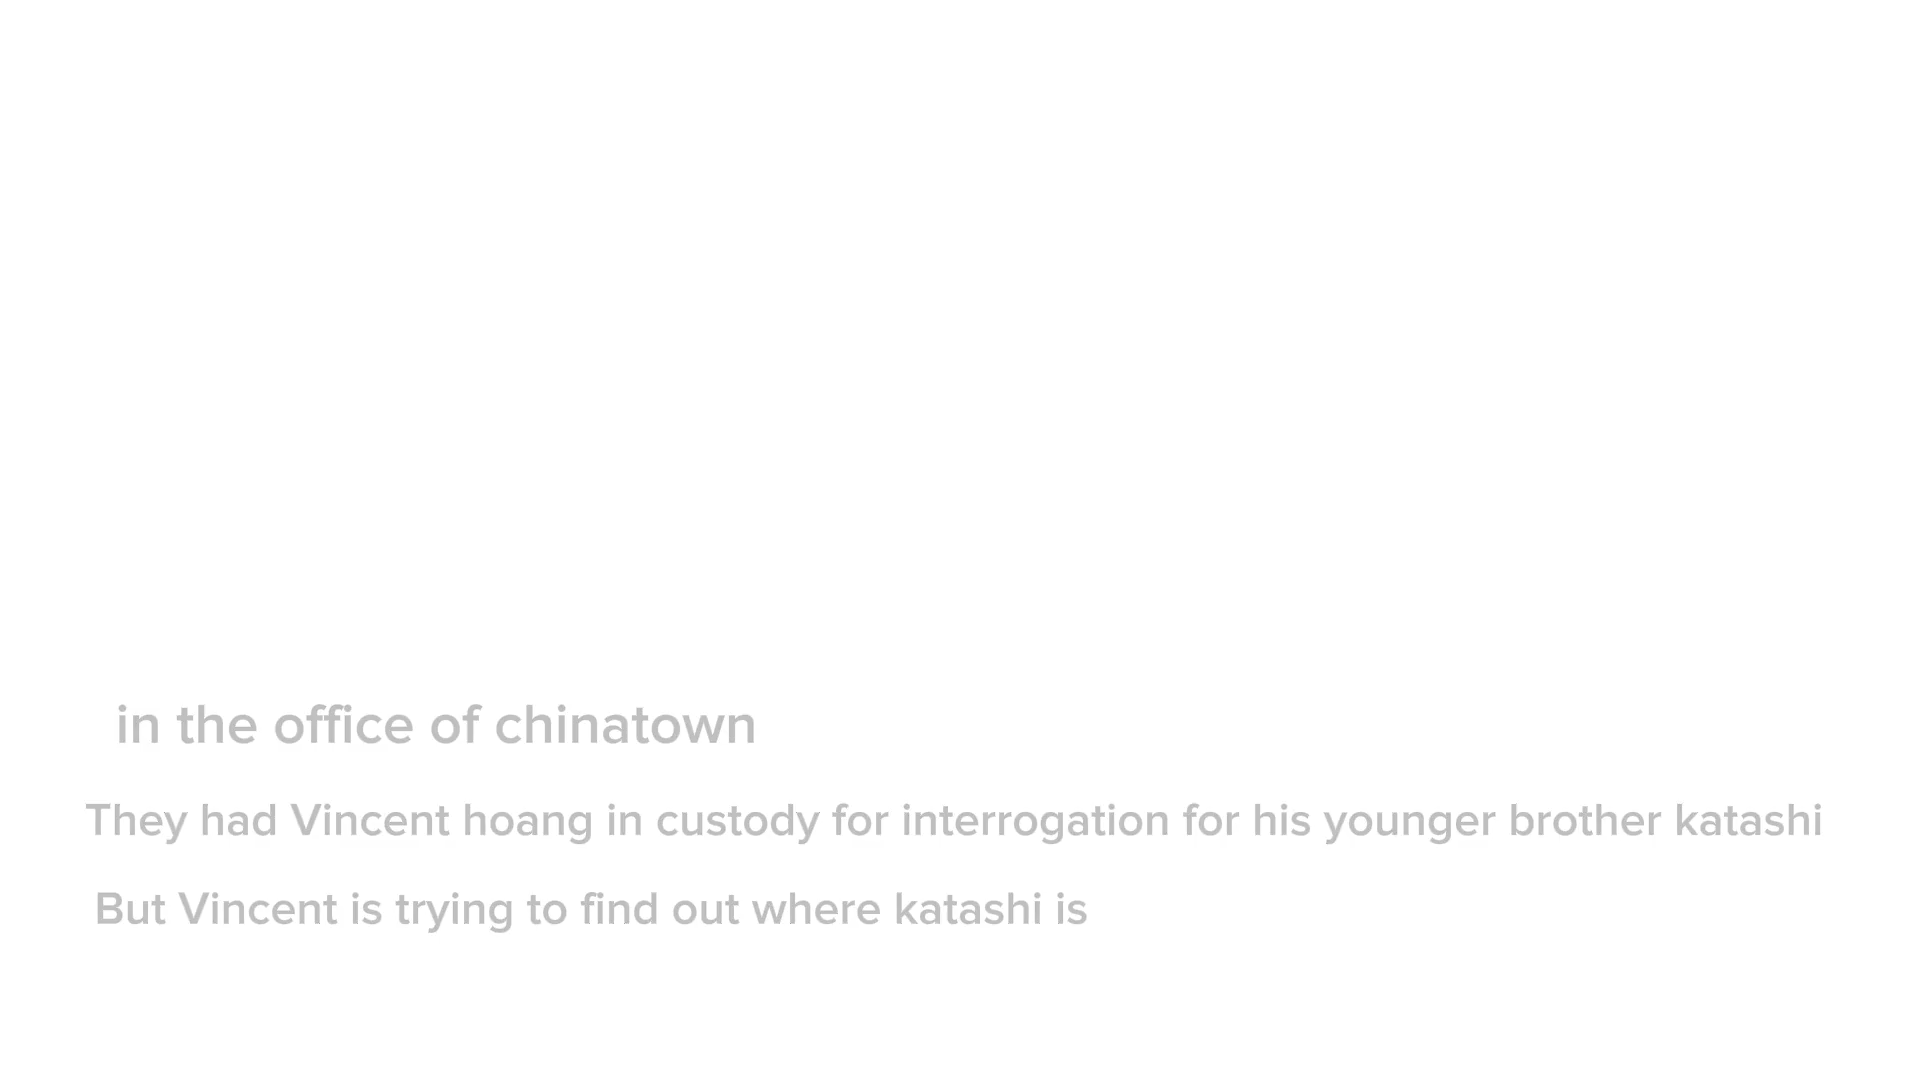 in the office of chinatown
They had Vincent hoang in custody for interrogation for his younger brother katashi
But Vincent is trying to find out where katashi is